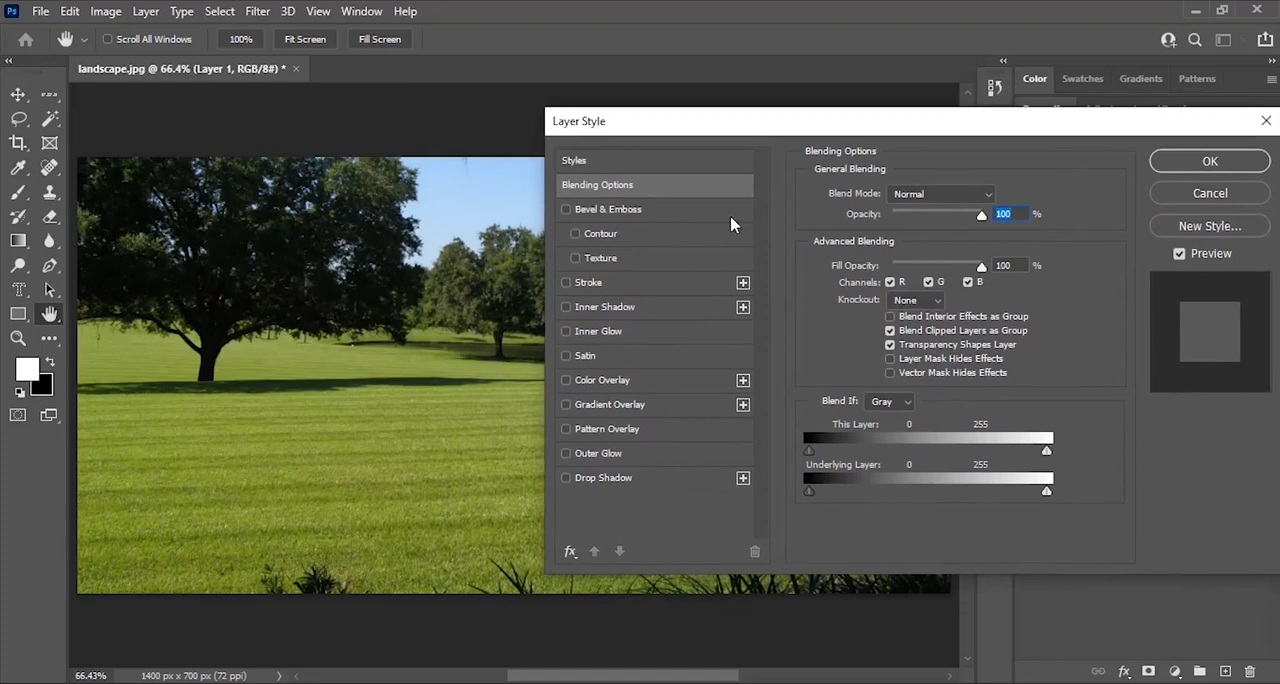 Ps File Edit Image Layer Type Select Filter 3D View Window Help
Scroll All Windows 100% Fit Screen Fill Screen
landscape.jpg @ 66.4% (Layer 1, RGB/8#) * ×
Color Swatches Gradients Patterns
Layer Style
Styles
Blending Options
Bevel & Emboss
Contour
Texture
Stroke
Inner Shadow
Inner Glow
Satin
Color Overlay
Gradient Overlay
Pattern Overlay
Outer Glow
Drop Shadow
fx
Blending Options
General Blending
Blend Mode: Normal
Opacity: 100 %
Advanced Blending
Fill Opacity: 100 %
Channels: R G B
Knockout: None
Blend Interior Effects as Group
Blend Clipped Layers as Group
Transparency Shapes Layer
Layer Mask Hides Effects
Vector Mask Hides Effects
Blend If: Gray
This Layer: 0 255
Underlying Layer: 0 255
OK
Cancel
New Style...
Preview
66.43% 1400 px x 700 px (72 ppi)
fx